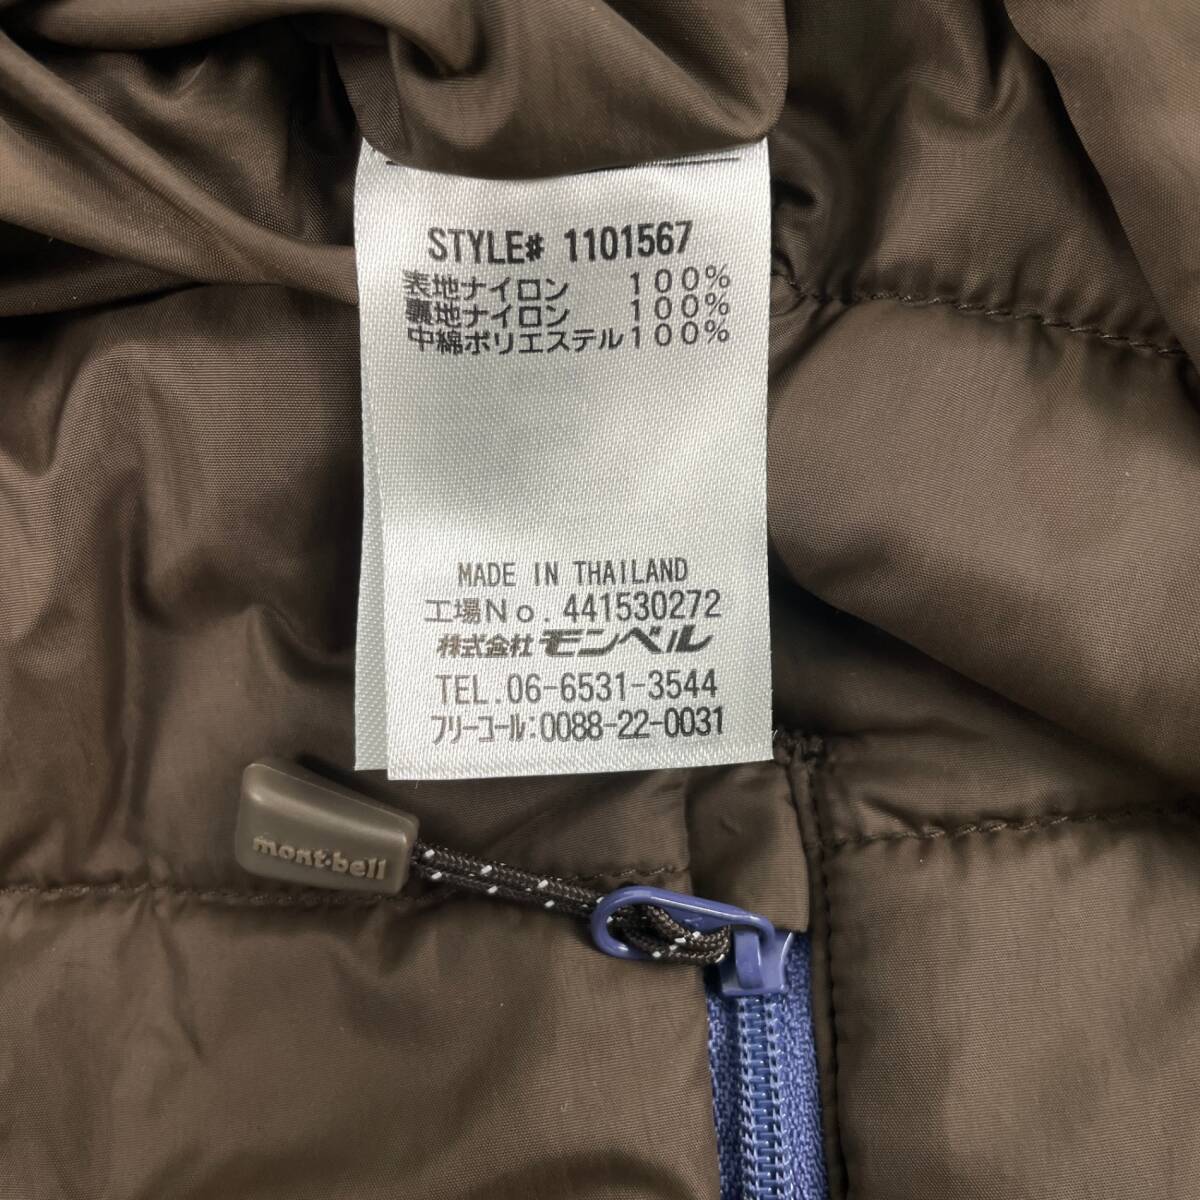 STYLE# 1101567
表地ナイロン 100%
裏地ナイロン 100%
中綿ポリエステル100%
MADE IN THAILAND
工場No. 441530272
株式会社モンベル
TEL.06-6531-3544
フリーコール:0088-22-0031
mont-bell